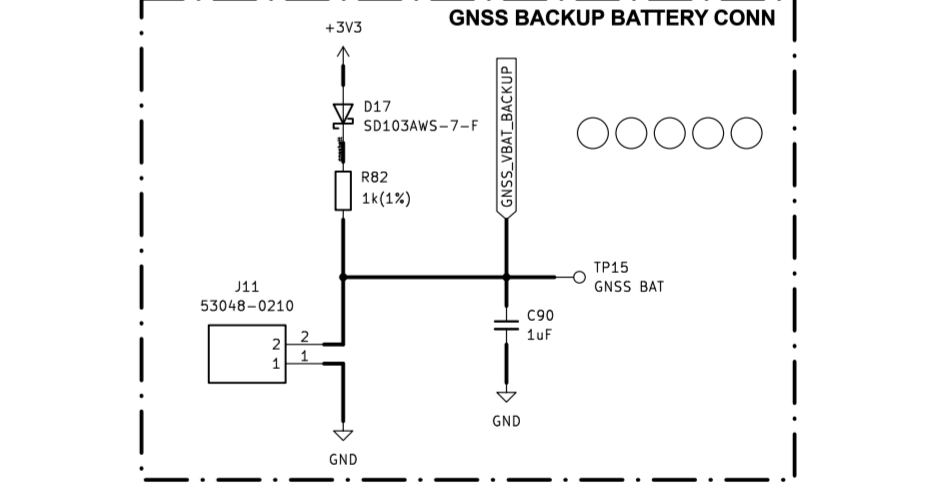 GNSS BACKUP BATTERY CONN
+3V3
D17
SD103AWS-7-F
GNSS_VBAT_BACKUP
R82
1k(1%)
TP15
GNSS BAT
J11
53048-0210
C90
1uF
2 2
1 1
GND
GND